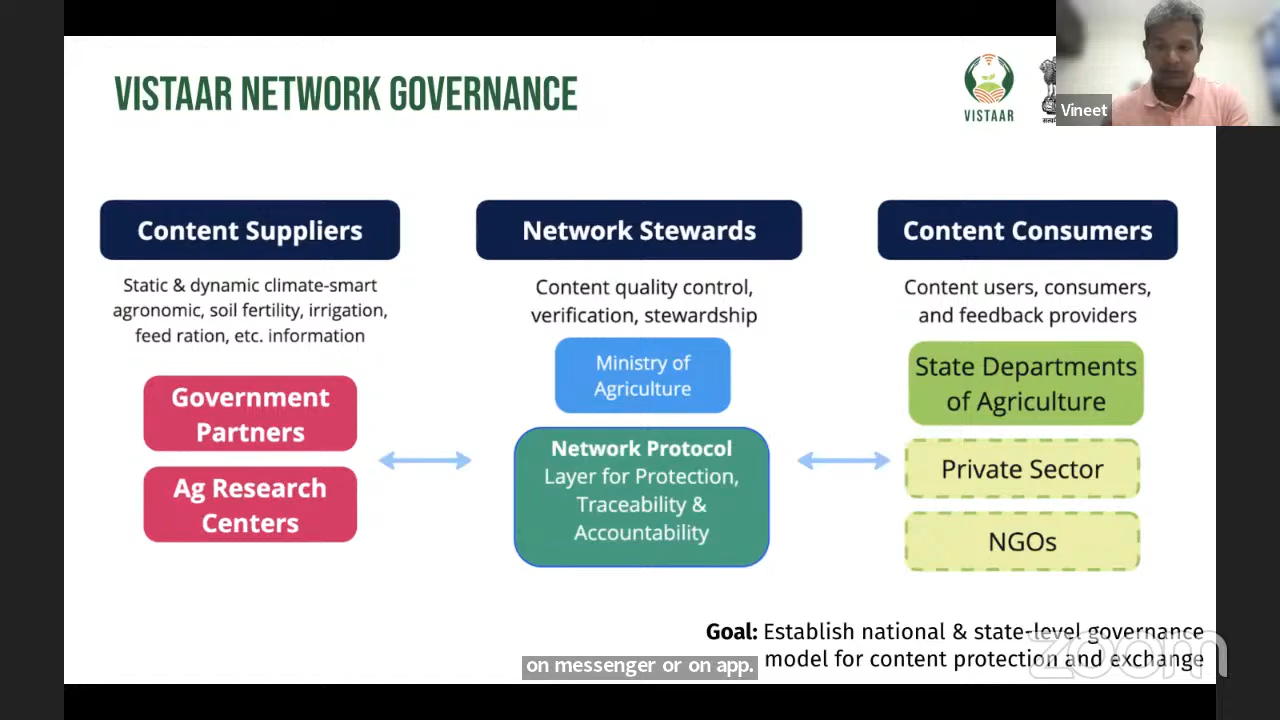 VISTAAR NETWORK GOVERNANCE
VISTAAR
Vineet
Content Suppliers
Static & dynamic climate-smart
agronomic, soil fertility, irrigation,
feed ration, etc. information
Government
Partners
Ag Research
Centers
Network Stewards
Content quality control,
verification, stewardship
Ministry of
Agriculture
Network Protocol
Layer for Protection,
Traceability &
Accountability
Content Consumers
Content users, consumers,
and feedback providers
State Departments
of Agriculture
Private Sector
NGOs
Goal: Establish national & state-level governance
model for content protection and exchange
on messenger or on app.
zoom